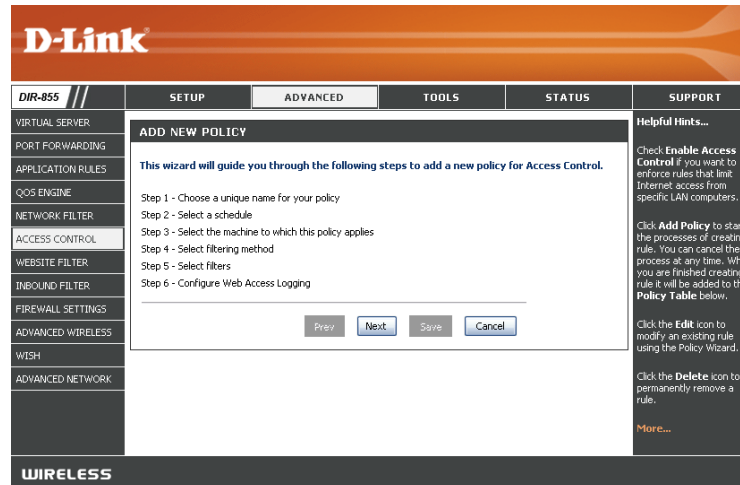 D-Link
DIR-855
SETUP
ADVANCED
TOOLS
STATUS
SUPPORT
VIRTUAL SERVER
PORT FORWARDING
APPLICATION RULES
QOS ENGINE
NETWORK FILTER
ACCESS CONTROL
WEBSITE FILTER
INBOUND FILTER
FIREWALL SETTINGS
ADVANCED WIRELESS
WISH
ADVANCED NETWORK
ADD NEW POLICY
This wizard will guide you through the following steps to add a new policy for Access Control.
Step 1 - Choose a unique name for your policy
Step 2 - Select a schedule
Step 3 - Select the machine to which this policy applies
Step 4 - Select filtering method
Step 5 - Select filters
Step 6 - Configure Web Access Logging
Prev
Next
Save
Cancel
Helpful Hints...
Check Enable Access
Control if you want to
enforce rules that limit
Internet access from
specific LAN computers.
Click Add Policy to
the processes of
rule. You can cancel the
process at any time.
you are finished
rule it will be added to
Policy Table below.
Click the Edit icon to
modify an existing rule
using the Policy Wizard.
Click the Delete icon to
permanently remove a
rule.
More...
WIRELESS